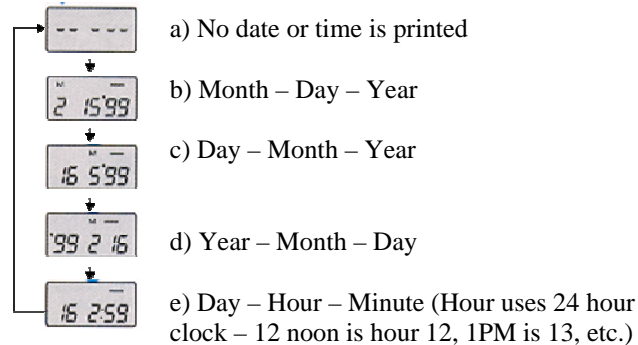 -- -- --
a) No date or time is printed
M
2 15'99
b) Month – Day – Year
M
16 5'99
c) Day – Month – Year
M
'99 2 16
d) Year – Month – Day
16 2:59
e) Day – Hour – Minute (Hour uses 24 hour
clock – 12 noon is hour 12, 1PM is 13, etc.)